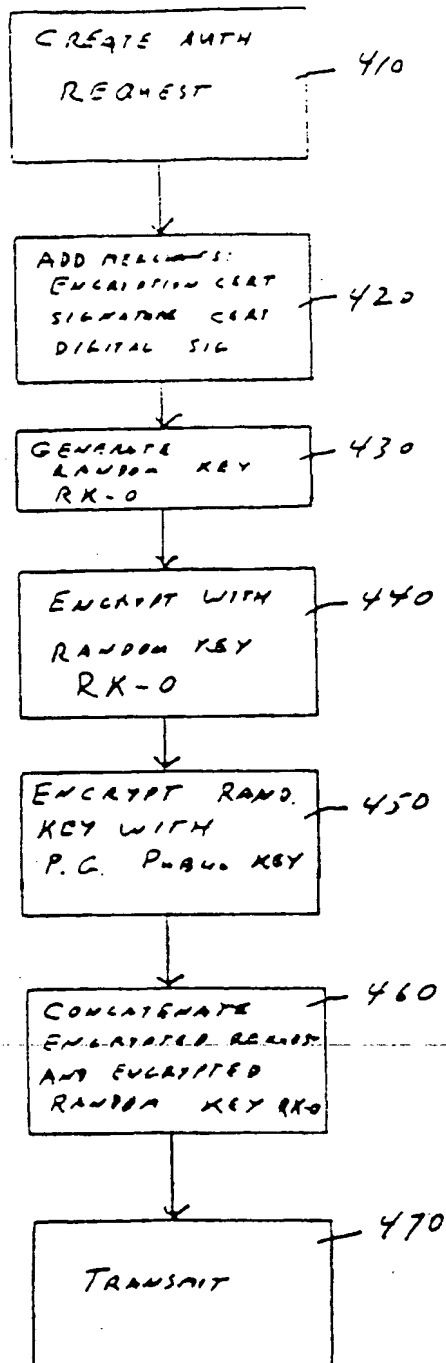 CREATE AUTH
REQUEST
410
ADD MERCHANTS:
ENCRYPTION CERT
SIGNATURE CERT
DIGITAL SIG
420
GENERATE
RANDOM KEY
RK-0
430
ENCRYPT WITH
RANDOM KEY
RK-0
440
ENCRYPT RAND.
KEY WITH
P.G. PUBLIC KEY
450
CONCATENATE
ENCRYPTED REQUEST
AND ENCRYPTED
RANDOM KEY RK-0
460
TRANSMIT
470